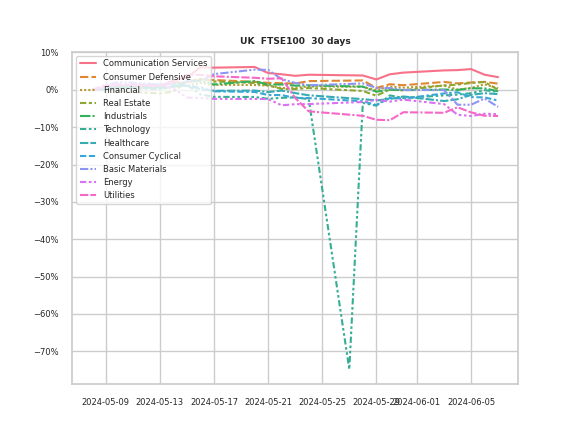 UK FTSE100 30 days
10%
0%
−10%
−20%
−30%
−40%
−50%
−60%
−70%
Communication Services
Consumer Defensive
Financial
Real Estate
Industrials
Technology
Healthcare
Consumer Cyclical
Basic Materials
Energy
Utilities
2024-05-09 2024-05-13 2024-05-17 2024-05-21 2024-05-25 2024-05-29 2024-06-01 2024-06-05